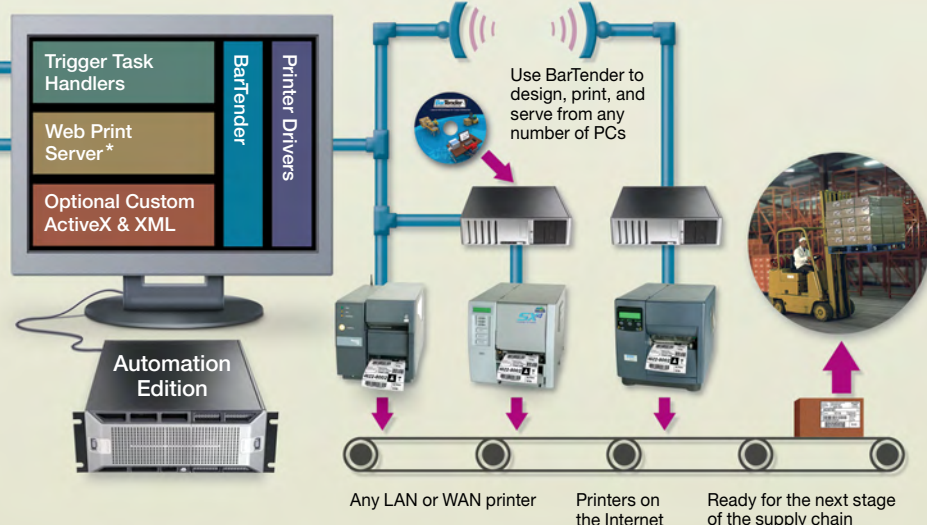 Trigger Task
Handlers
Web Print
Server*
Optional Custom
ActiveX & XML
BarTender
Printer Drivers
Automation
Edition
BarTender
Use BarTender to
design, print, and
serve from any
number of PCs
Any LAN or WAN printer
Printers on
the Internet
Ready for the next stage
of the supply chain